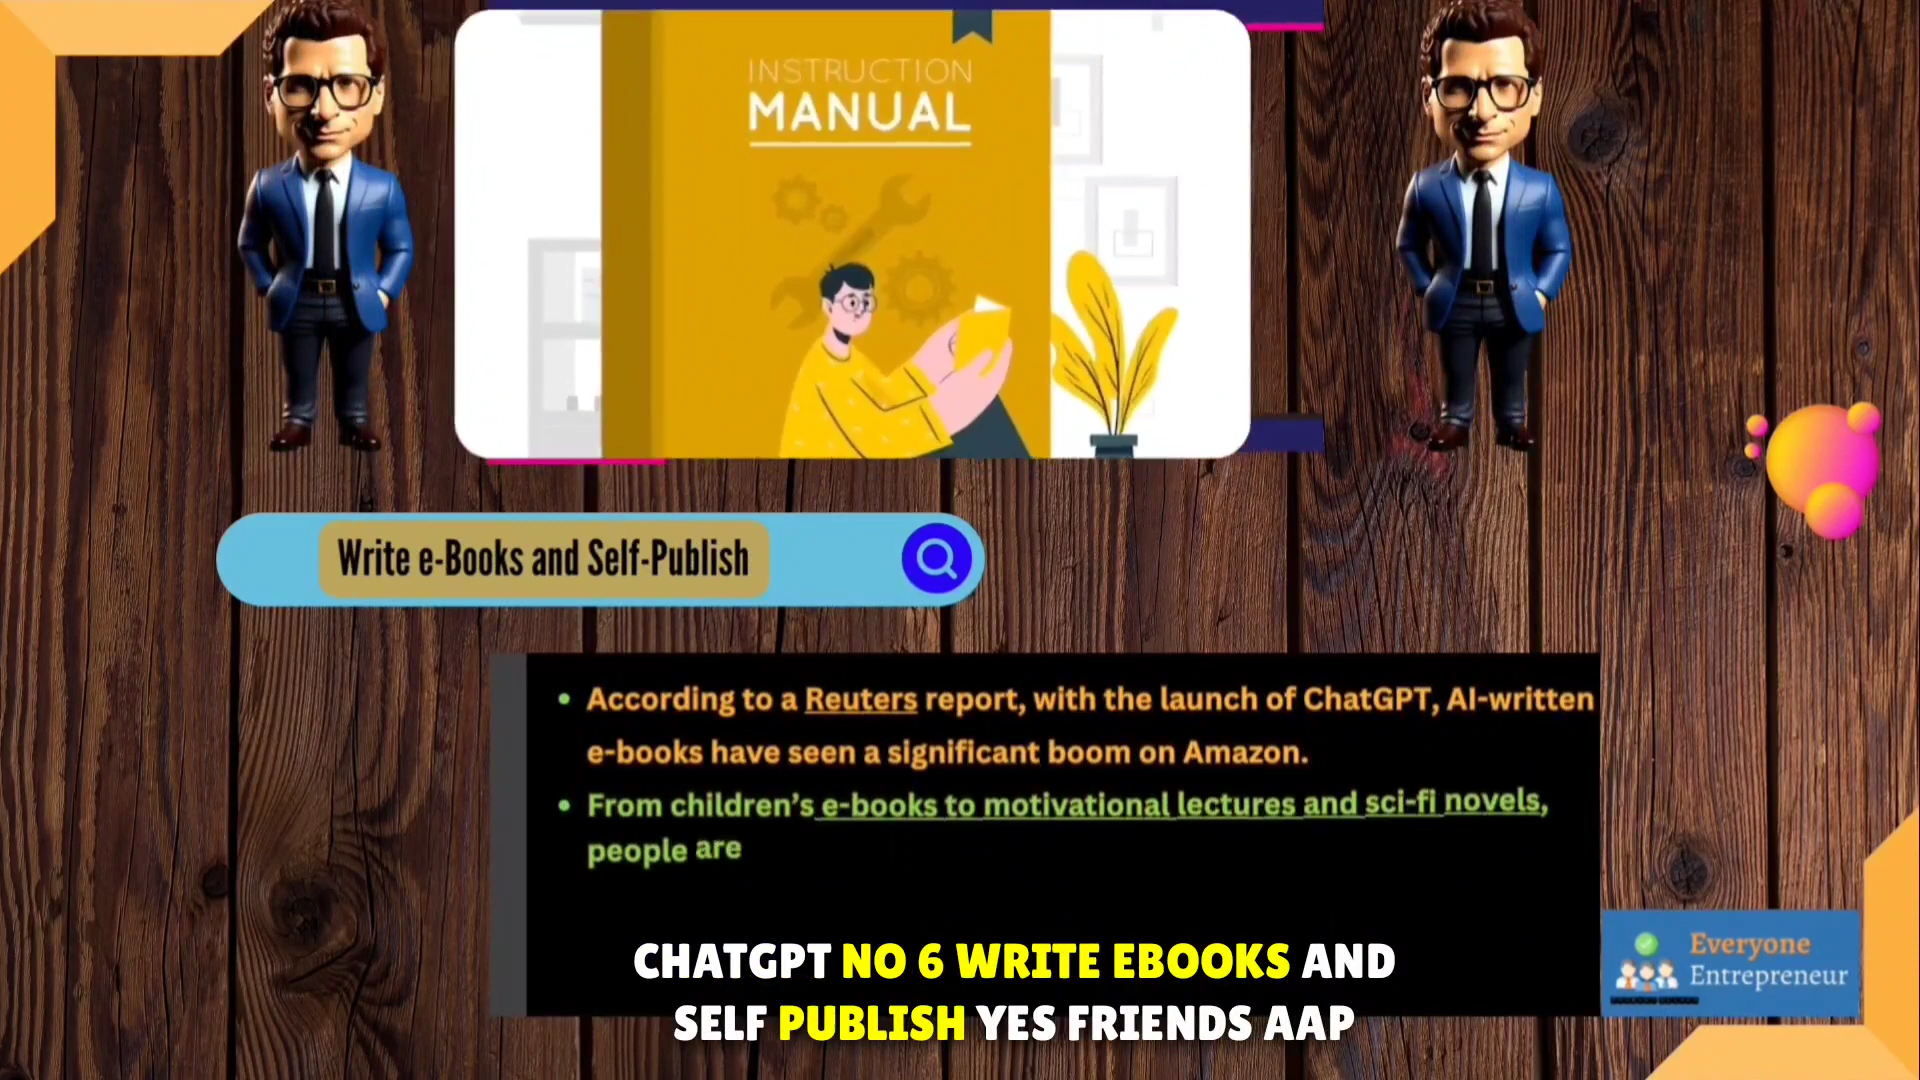 INSTRUCTION
MANUAL
Write e-Books and Self-Publish
According to a Reuters report, with the launch of ChatGPT, AI-written
e-books have seen a significant boom on Amazon.
From children's e-books to motivational lectures and sci-fi novels,
people are
CHATGPT NO 6 WRITE EBOOKS AND
SELF PUBLISH YES FRIENDS AAP
Everyone
Entrepreneur